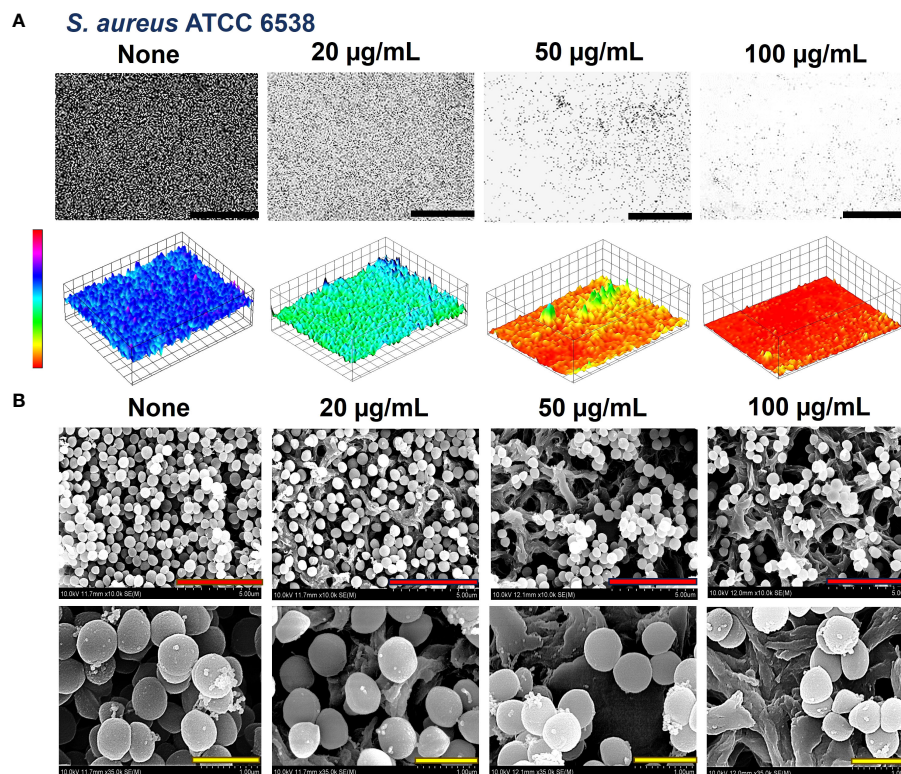 A
S. aureus ATCC 6538
None 20 µg/mL 50 µg/mL 100 µg/mL
B
None 20 µg/mL 50 µg/mL 100 µg/mL
10.0kV 11.7mm x10.0k SE(M) 5.00um
10.0kV 11.7mm x10.0k SE(M) 5.00um
10.0kV 12.1mm x10.0k SE(M) 5.00um
10.0kV 12.0mm x10.0k SE(M) 5.00um
10.0kV 11.7mm x35.0k SE(M) 1.00um
10.0kV 11.7mm x35.0k SE(M) 1.00um
10.0kV 12.1mm x35.0k SE(M) 1.00um
10.0kV 12.0mm x35.0k SE(M) 1.00um